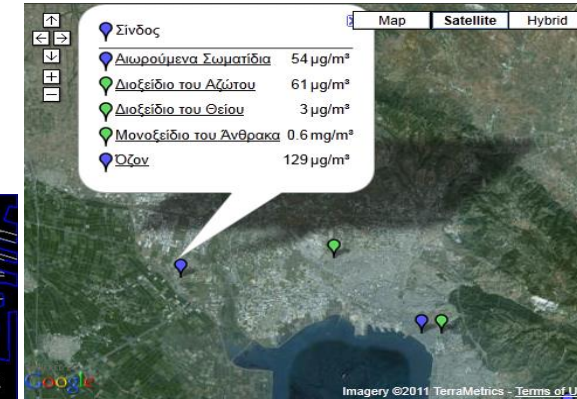 Map Satellite Hybrid
Σίνδος
Αιωρούμενα Σωματίδια 54 μg/m³
Διοξείδιο του Αζώτου 61 μg/m³
Διοξείδιο του Θείου 3 μg/m³
Μονοξείδιο του Άνθρακα 0.6 mg/m³
Όζον 129 μg/m³
Google
Imagery ©2011 TerraMetrics - Terms of U